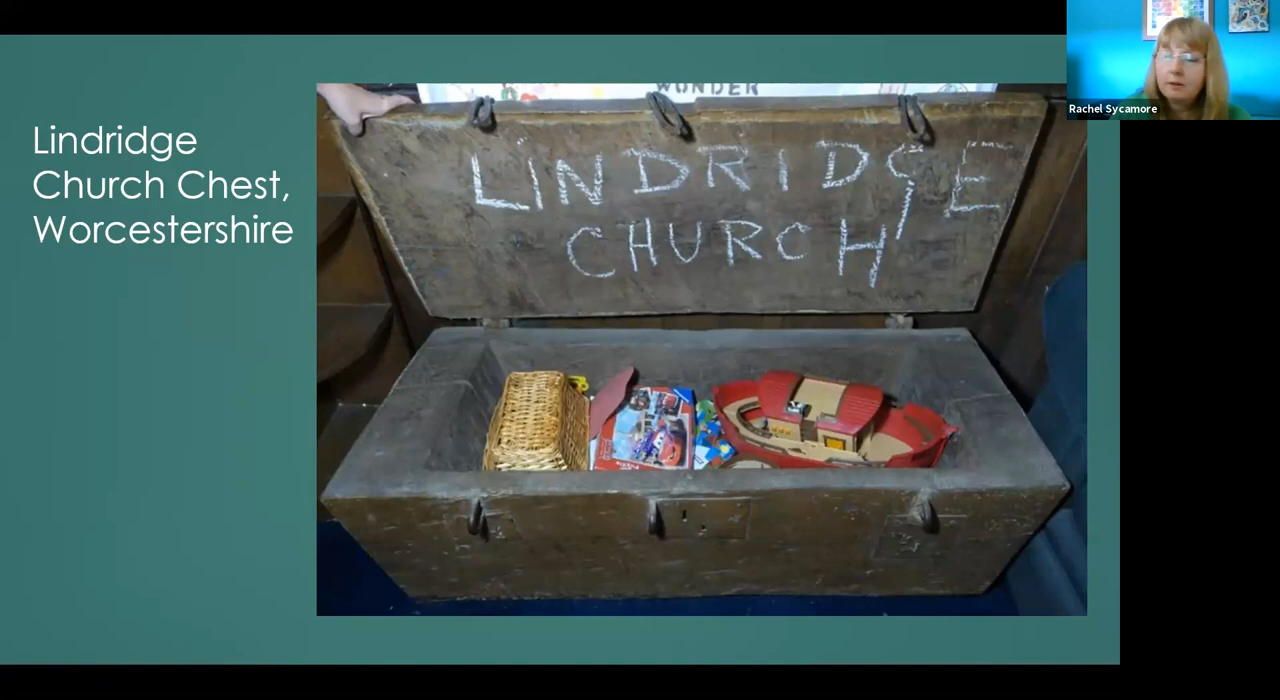 Lindridge
Church Chest,
Worcestershire
WONDER
LINDRIDGE
CHURCH
Rachel Sycamore